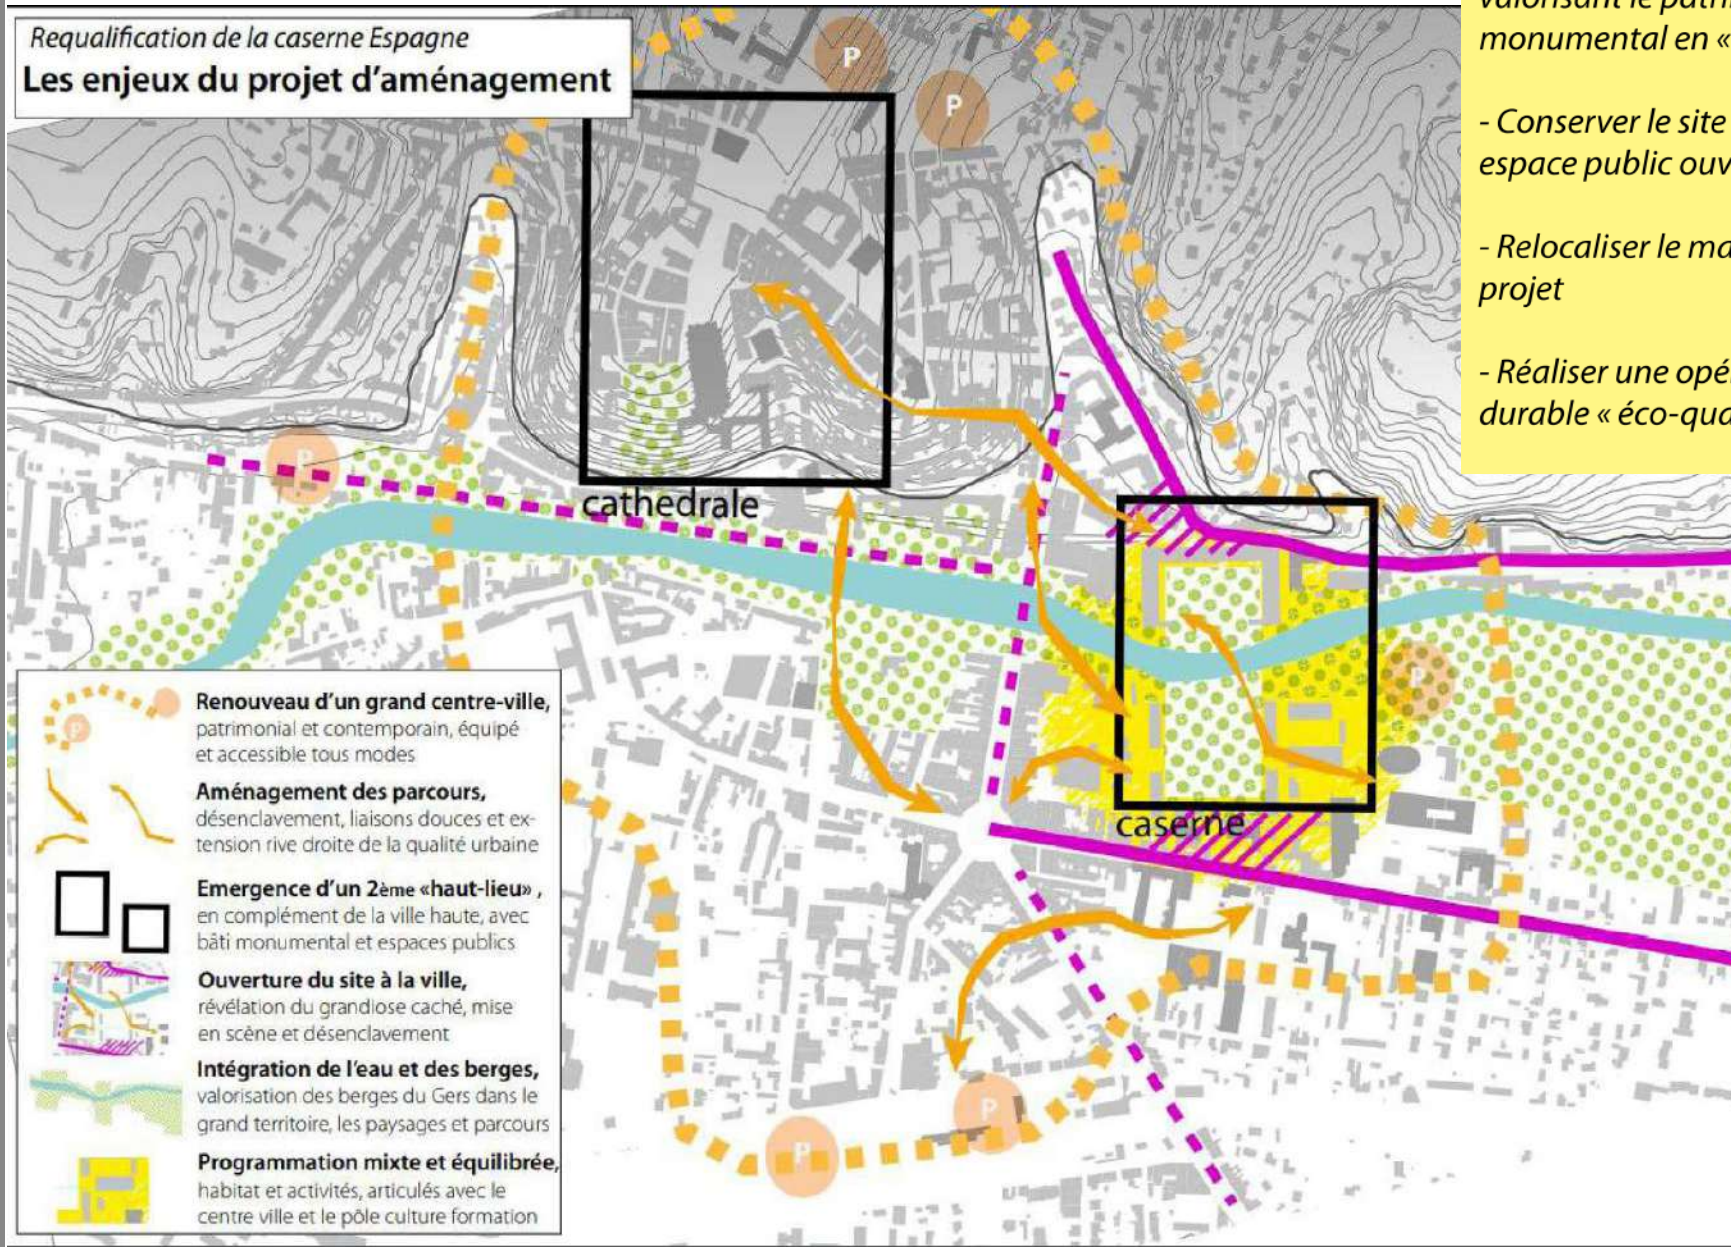 Requalification de la caserne Espagne
Les enjeux du projet d'aménagement
monumental en «
- Conserver le site
espace public ouv
- Relocaliser le ma
projet
- Réaliser une opé
durable « éco-qua
P
P
P
cathedrale
P
caserne
P
P
P
Renouveau d'un grand centre-ville,
patrimonial et contemporain, équipé
et accessible tous modes
Aménagement des parcours,
désenclavement, liaisons douces et ex-
tension rive droite de la qualité urbaine
Emergence d'un 2ème «haut-lieu» ,
en complément de la ville haute, avec
bâti monumental et espaces publics
Ouverture du site à la ville,
révélation du grandiose caché, mise
en scène et désenclavement
Intégration de l'eau et des berges,
valorisation des berges du Gers dans le
grand territoire, les paysages et parcours
Programmation mixte et équilibrée,
habitat et activités, articulés avec le
centre ville et le pôle culture formation